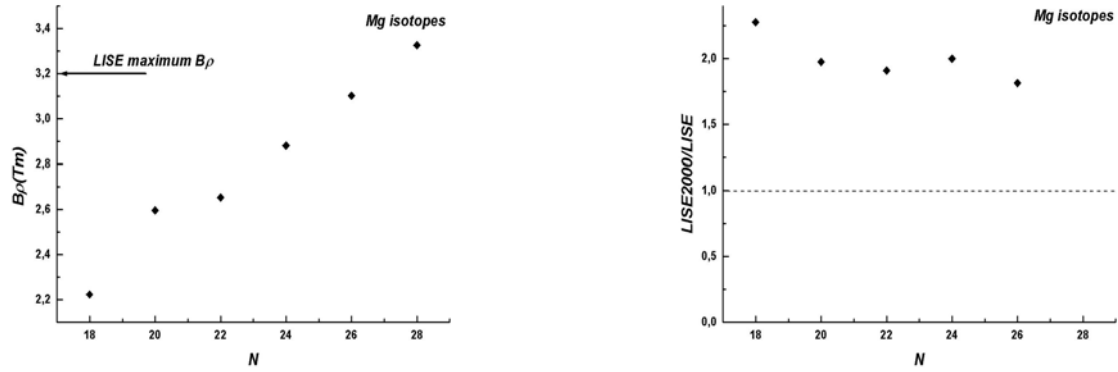 Mg isotopes
3,4
LISE maximum Bρ
3,2
3,0
2,8
2,6
2,4
2,2
Bρ(Tm)
18 20 22 24 26 28
N
Mg isotopes
2,0
1,5
1,0
0,5
0,0
LISE2000/LISE
18 20 22 24 26 28
N